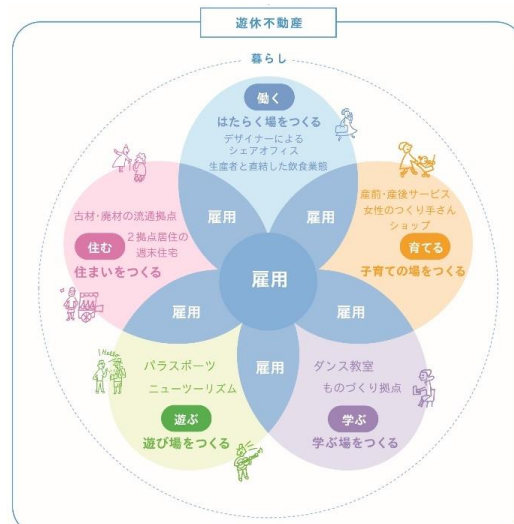 遊休不動産
暮らし
働く
はたらく場をつくる
デザイナーによる
シェアオフィス
生産者と直結した飲食業態
雇用
雇用
産前・産後サービス
女性のつくり手さん
ショップ
育てる
子育ての場をつくる
古材・廃材の流通拠点
住む
2拠点居住の
週末住宅
住まいをつくる
雇用
雇用
雇用
雇用
Hello
パラスポーツ
ニューツーリズム
遊ぶ
遊び場をつくる
ダンス教室
ものづくり拠点
学ぶ
学ぶ場をつくる